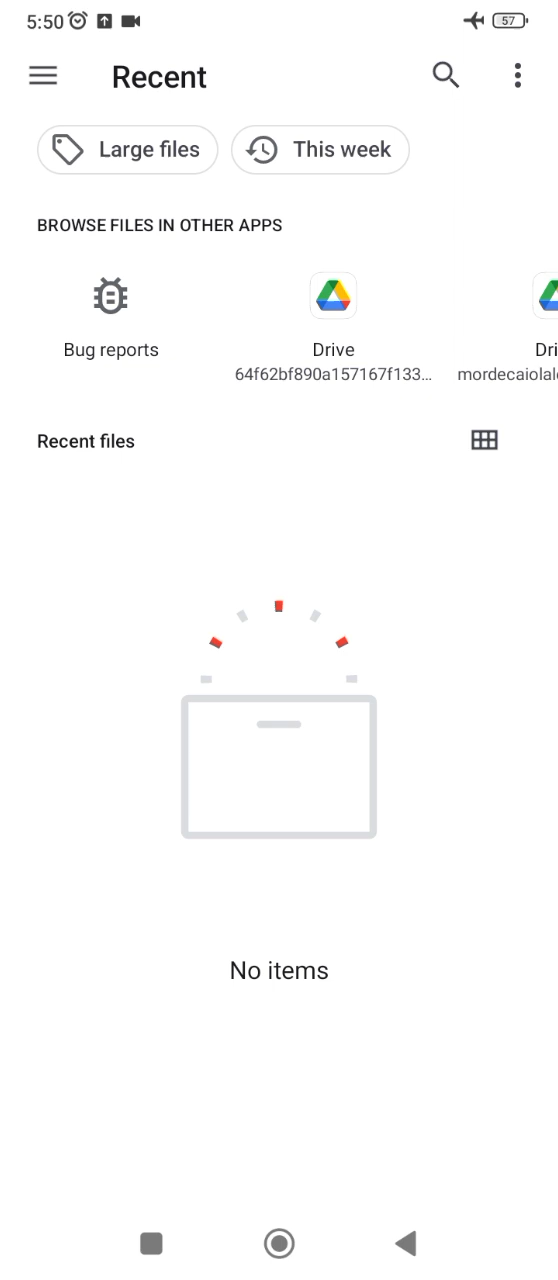 5:50
57
Recent
Large files
This week
BROWSE FILES IN OTHER APPS
Bug reports
Drive
Dri
64f62bf890a157167f133...
mordecaiolal
Recent files
No items